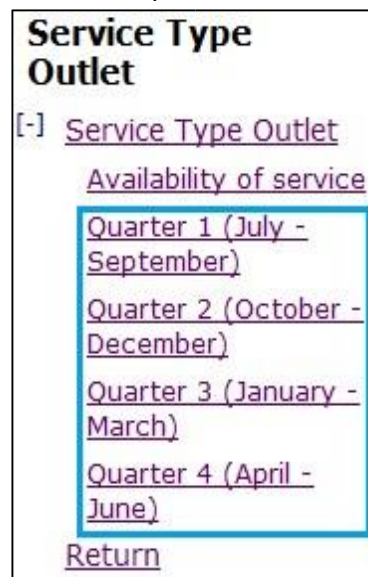 Service Type
Outlet
[-] Service Type Outlet
Availability of service
Quarter 1 (July -
September)
Quarter 2 (October -
December)
Quarter 3 (January -
March)
Quarter 4 (April -
June)
Return